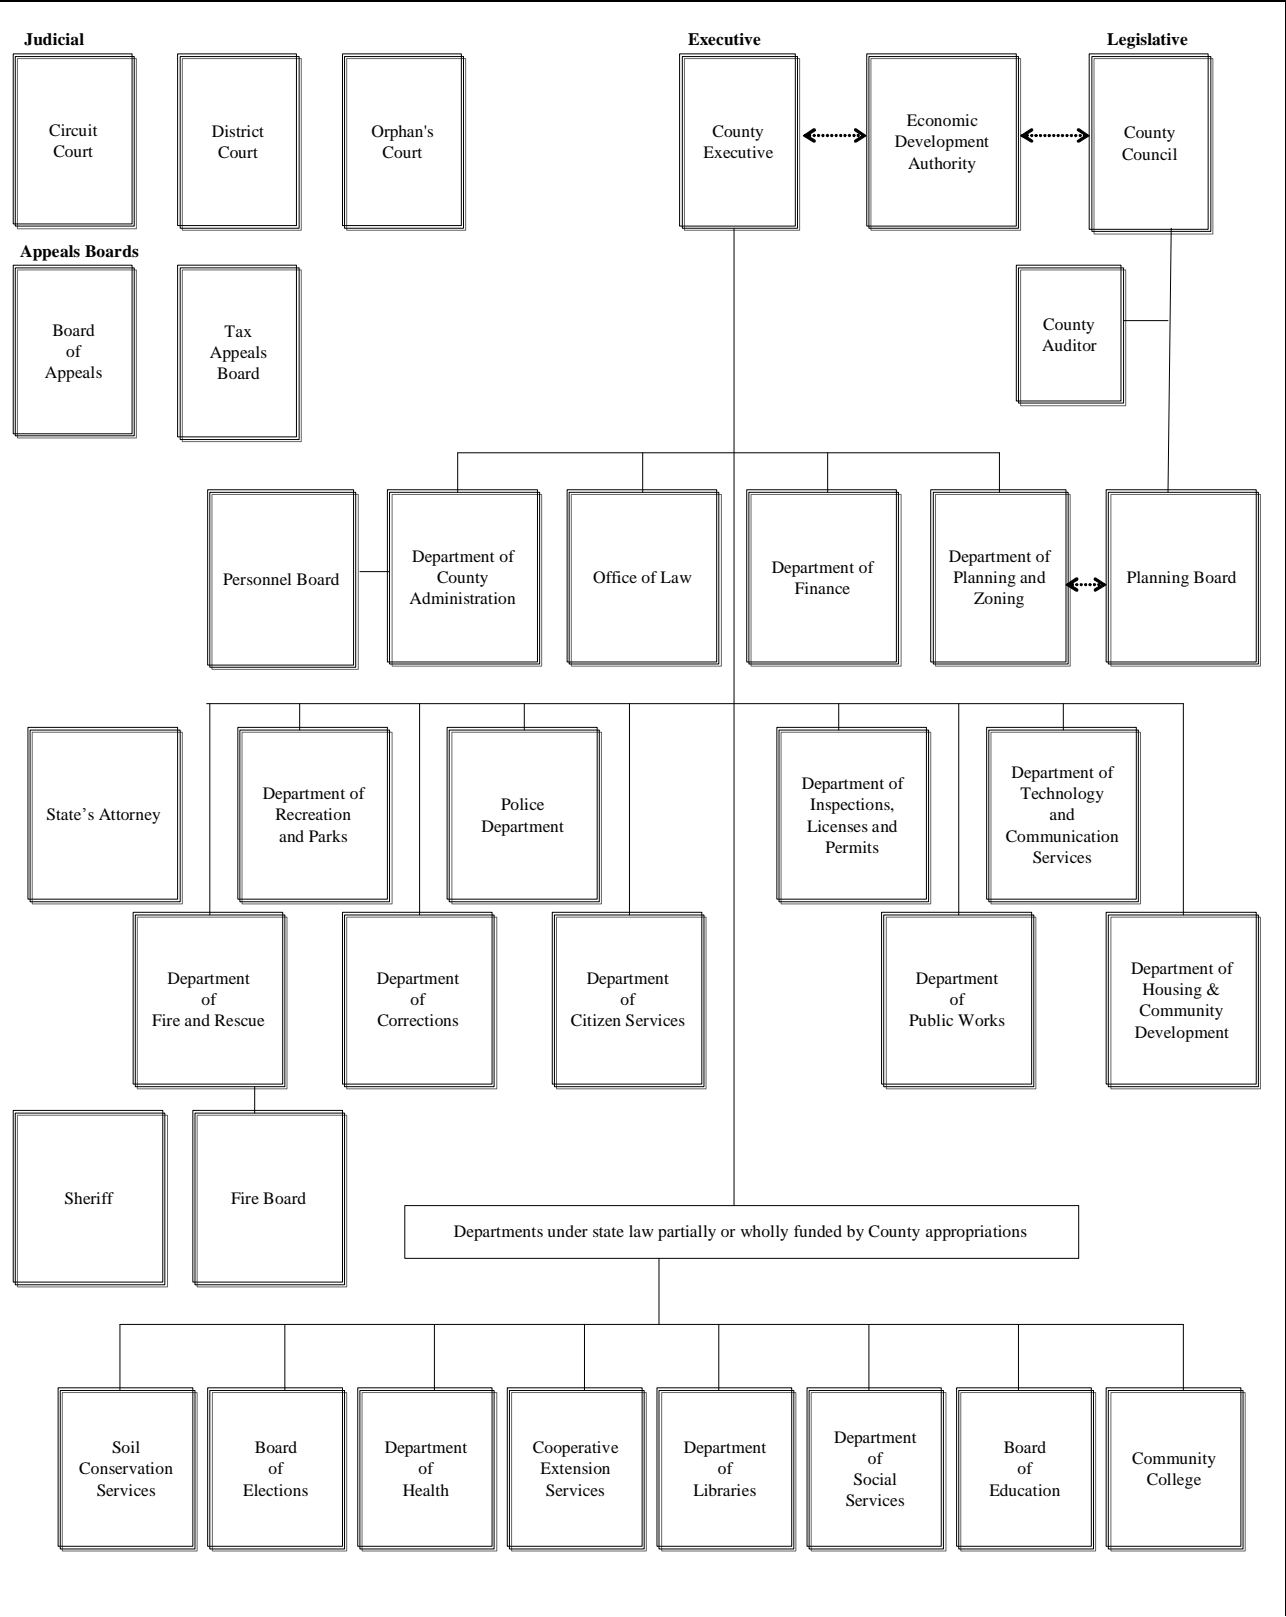 Judicial
Executive
Legislative
Circuit
Court
District
Court
Orphan's
Court
County
Executive
Economic
Development
Authority
County
Council
Appeals Boards
Board
of
Appeals
Tax
Appeals
Board
County
Auditor
Personnel Board
Department of
County
Administration
Office of Law
Department of
Finance
Department of
Planning and
Zoning
Planning Board
State’s Attorney
Department of
Recreation
and Parks
Police
Department
Department of
Inspections,
Licenses and
Permits
Department of
Technology
and
Communication
Services
Department
of
Fire and Rescue
Department
of
Corrections
Department
of
Citizen Services
Department
of
Public Works
Department of
Housing &
Community
Development
Sheriff
Fire Board
Departments under state law partially or wholly funded by County appropriations
Soil
Conservation
Services
Board
of
Elections
Department
of
Health
Cooperative
Extension
Services
Department
of
Libraries
Department
of
Social
Services
Board
of
Education
Community
College